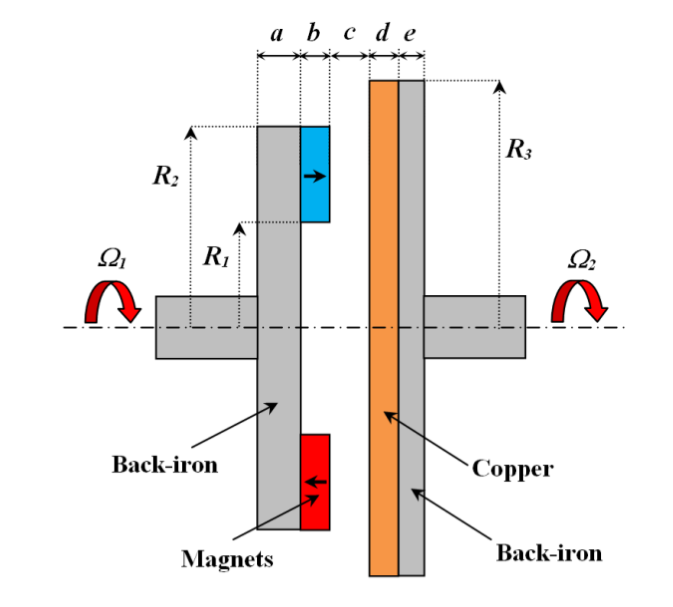 a b c d e
R2
R3
R1
Ω1
Ω2
Back-iron
Copper
Magnets
Back-iron